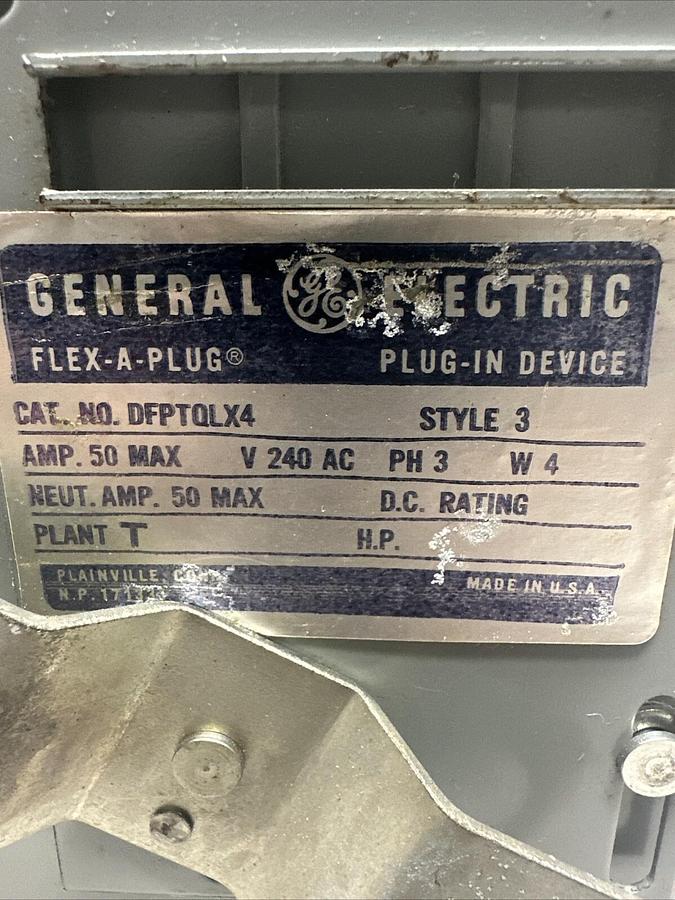 GENERAL GE ELECTRIC
FLEX-A-PLUG® PLUG-IN DEVICE
CAT. NO. DFPTQLX4 STYLE 3
AMP. 50 MAX V 240 AC PH 3 W 4
NEUT. AMP. 50 MAX D.C. RATING
PLANT T H.P.
PLAINVILLE, MADE IN U.S.A.
N.P.